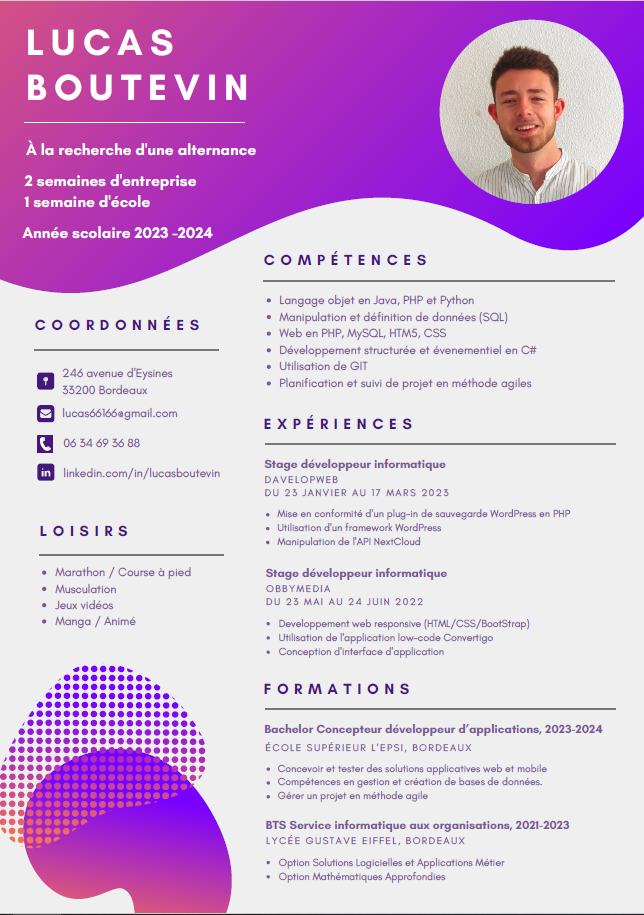 LUCAS
BOUTEVIN
À la recherche d'une alternance
2 semaines d'entreprise
1 semaine d'école
Année scolaire 2023 -2024
COORDONNÉES
246 avenue d'Eysines
33200 Bordeaux
lucas66166@gmail.com
06 34 69 36 88
linkedin.com/in/lucasboutevin
LOISIRS
• Marathon / Course à pied
• Musculation
• Jeux vidéos
• Manga / Animé
COMPÉTENCES
• Langage objet en Java, PHP et Python
• Manipulation et définition de données (SQL)
• Web en PHP, MySQL, HTM5, CSS
• Développement structurée et évenementiel en C#
• Utilisation de GIT
• Planification et suivi de projet en méthode agiles
EXPÉRIENCES
Stage développeur informatique
DAVELOPWEB
DU 23 JANVIER AU 17 MARS 2023
• Mise en conformité d'un plug-in de sauvegarde WordPress en PHP
• Utilisation d'un framework WordPress
• Manipulation de l'API NextCloud
Stage développeur informatique
OBBYMEDIA
DU 23 MAI AU 24 JUIN 2022
• Developpement web responsive (HTML/CSS/BootStrap)
• Utilisation de l'application low-code Convertigo
• Conception d'interface d'application
FORMATIONS
Bachelor Concepteur développeur d'applications, 2023-2024
ÉCOLE SUPÉRIEUR L'EPSI, BORDEAUX
• Concevoir et tester des solutions applicatives web et mobile
• Compétences en gestion et création de bases de données.
• Gérer un projet en méthode agile
BTS Service informatique aux organisations, 2021-2023
LYCÉE GUSTAVE EIFFEL, BORDEAUX
• Option Solutions Logicielles et Applications Métier
• Option Mathématiques Approfondies